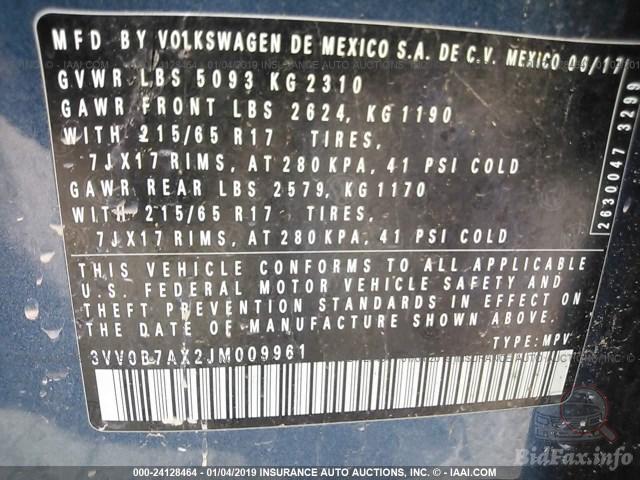 MFD BY VOLKSWAGEN DE MEXICO S.A. DE C.V. MEXICO 09/17
GVWR LBS 5093 KG 2310
GAWR FRONT LBS 2624, KG 1190
WITH 215/65 R17 TIRES,
7JX17 RIMS, AT 280 KPA, 41 PSI COLD
GAWR REAR LBS 2579, KG 1170
WITH 215/65 R17 TIRES,
7JX17 RIMS, AT 280 KPA, 41 PSI COLD
2630047 3299
THIS VEHICLE CONFORMS TO ALL APPLICABLE
U.S. FEDERAL MOTOR VEHICLE SAFETY AND
THEFT PREVENTION STANDARDS IN EFFECT ON
THE DATE OF MANUFACTURE SHOWN ABOVE.
TYPE: MPV
3VV0B7AX2JM009961
BidFax.info
000-24128464 - 01/04/2019 INSURANCE AUTO AUCTIONS, INC. - © IAAI.COM